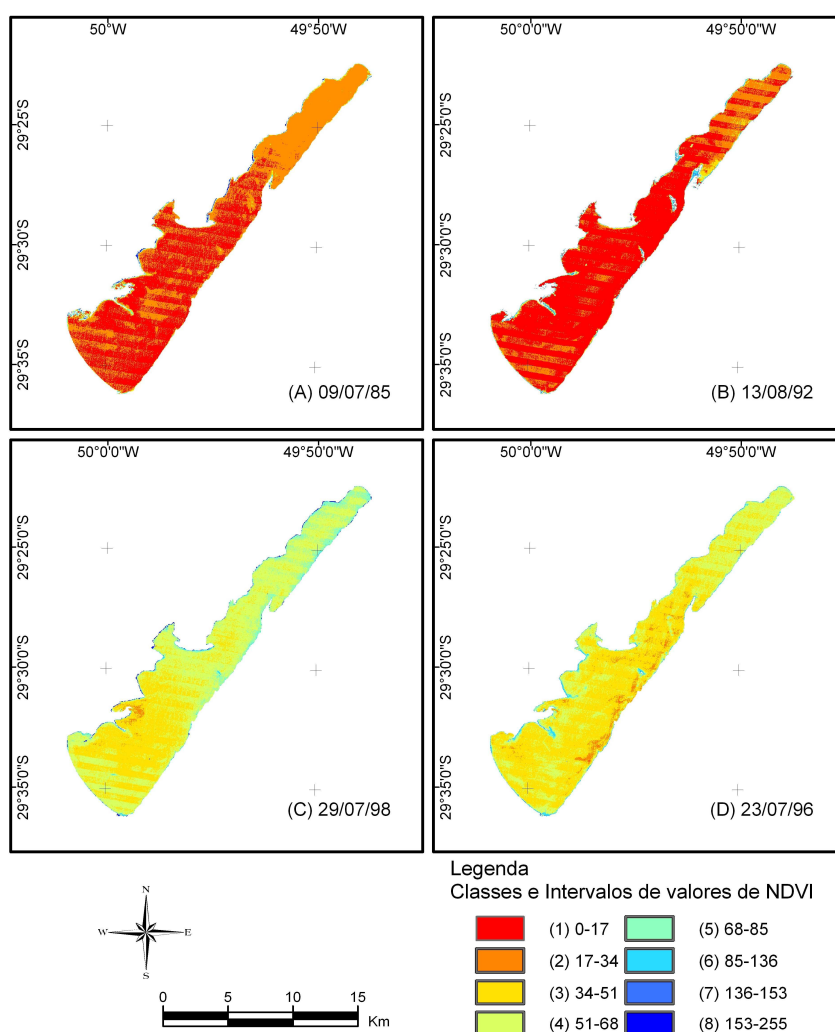 50°W 49°50'W
29°25'S
29°30'S
29°35'S
(A) 09/07/85
50°0'0"W 49°50'W
29°25'0"S
29°30'0"S
29°35'0"S
(B) 13/08/92
50°0'0"W 49°50'W
29°25'0"S
29°30'0"S
29°35'0"S
(C) 29/07/98
50°0'0"W 49°50'W
29°25'0"S
29°30'0"S
29°35'0"S
(D) 23/07/96
N
W E
S
0 5 10 15
Km
Legenda
Classes e Intervalos de valores de NDVI
(1) 0-17 (5) 68-85
(2) 17-34 (6) 85-136
(3) 34-51 (7) 136-153
(4) 51-68 (8) 153-255